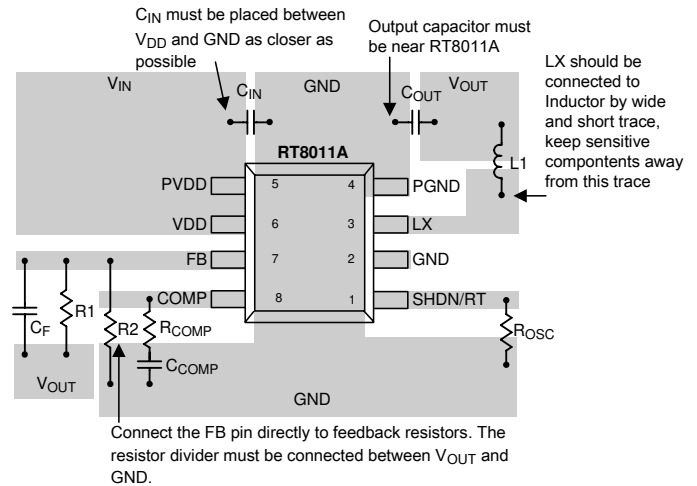 C_IN must be placed between
V_DD and GND as closer as
possible
Output capacitor must
be near RT8011A
LX should be
connected to
Inductor by wide
and short trace,
keep sensitive
compontents away
from this trace
V_IN
C_IN
GND
C_OUT
V_OUT
L1
RT8011A
PVDD 5 4 PGND
VDD 6 3 LX
FB 7 2 GND
COMP 8 1 SHDN/RT
C_F
R1
R2
R_COMP
C_COMP
R_OSC
V_OUT
GND
Connect the FB pin directly to feedback resistors. The
resistor divider must be connected between V_OUT and
GND.